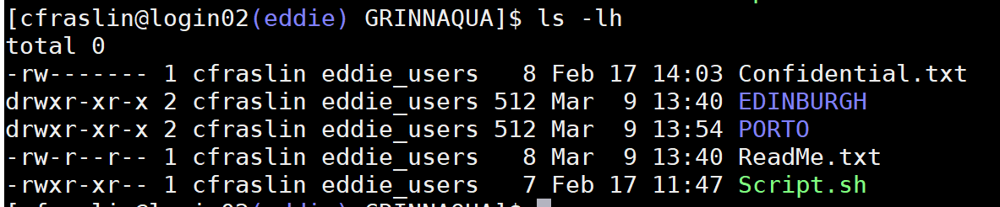 [cfraslin@login02(eddie) GRINNAQUA]$ ls -lh
total 0
-rw------- 1 cfraslin eddie_users   8 Feb 17 14:03 Confidential.txt
drwxr-xr-x 2 cfraslin eddie_users 512 Mar  9 13:40 EDINBURGH
drwxr-xr-x 2 cfraslin eddie_users 512 Mar  9 13:54 PORTO
-rw-r--r-- 1 cfraslin eddie_users   8 Mar  9 13:40 ReadMe.txt
-rwxr-xr-- 1 cfraslin eddie_users   7 Feb 17 11:47 Script.sh
[cfraslin@login02(eddie) GRINNAQUA]$